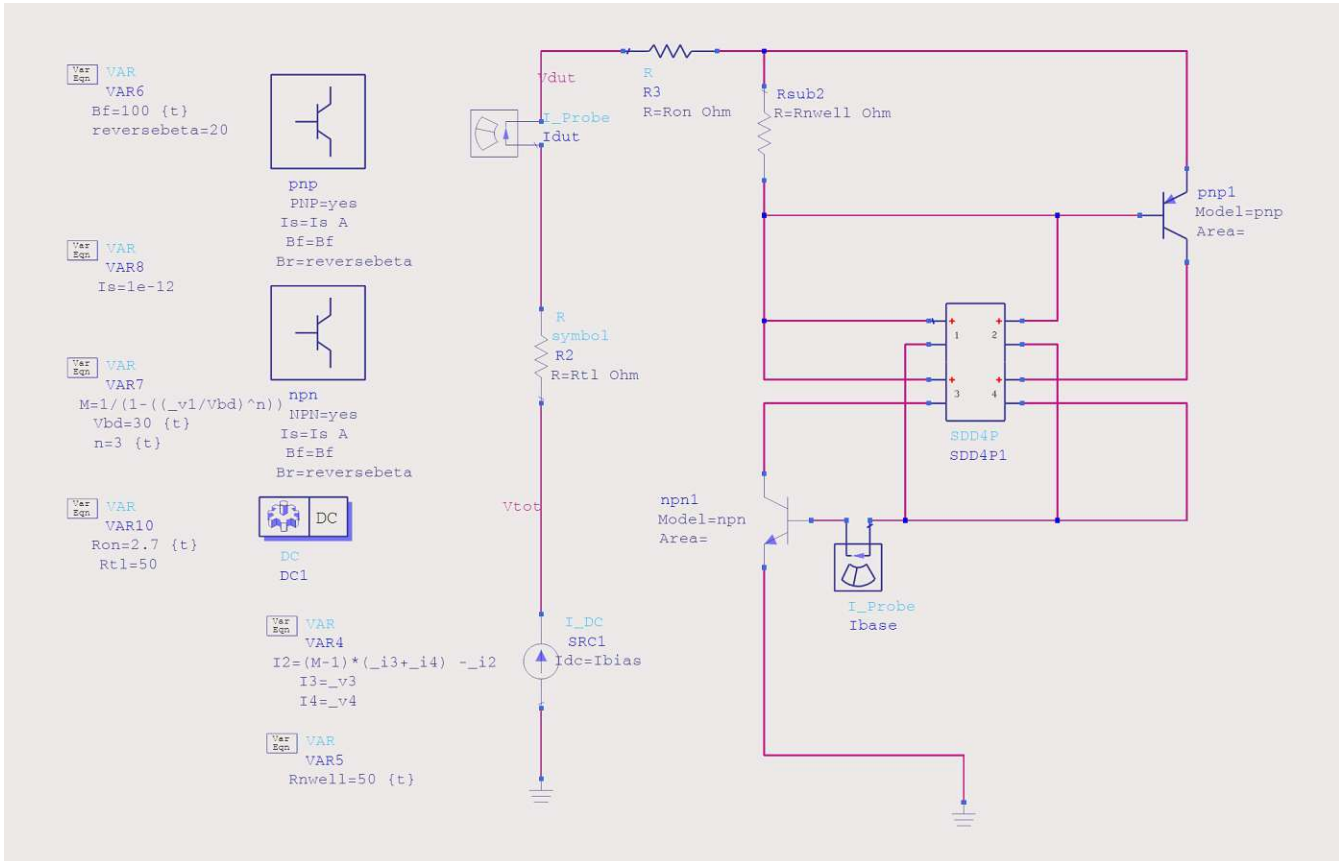 Var
Eqn
VAR
VAR6
Bf=100 {t}
reversebeta=20
pnp
PNP=yes
Is=Is A
Bf=Bf
Br=reversebeta
Var
Eqn
VAR
VAR8
Is=1e-12
npn
NPN=yes
Is=Is A
Bf=Bf
Br=reversebeta
Var
Eqn
VAR
VAR7
M=1/(1-((_v1/Vbd)^n))
Vbd=30 {t}
n=3 {t}
Var
Eqn
VAR
VAR10
Ron=2.7 {t}
Rtl=50
DC
DC
DC1
Var
Eqn
VAR
VAR4
I2=(M-1)*(_i3+_i4) -_i2
I3=_v3
I4=_v4
Var
Eqn
VAR
VAR5
Rnwell=50 {t}
Vdut
I_Probe
Idut
R
symbol
R2
R=Rtl Ohm
Vtot
I_DC
SRC1
Idc=Ibias
R
R3
R=Ron Ohm
Rsub2
R=Rnwell Ohm
pnp1
Model=pnp
Area=
+ +
1 2
+ +
3 4
SDD4P
SDD4P1
npn1
Model=npn
Area=
I_Probe
Ibase